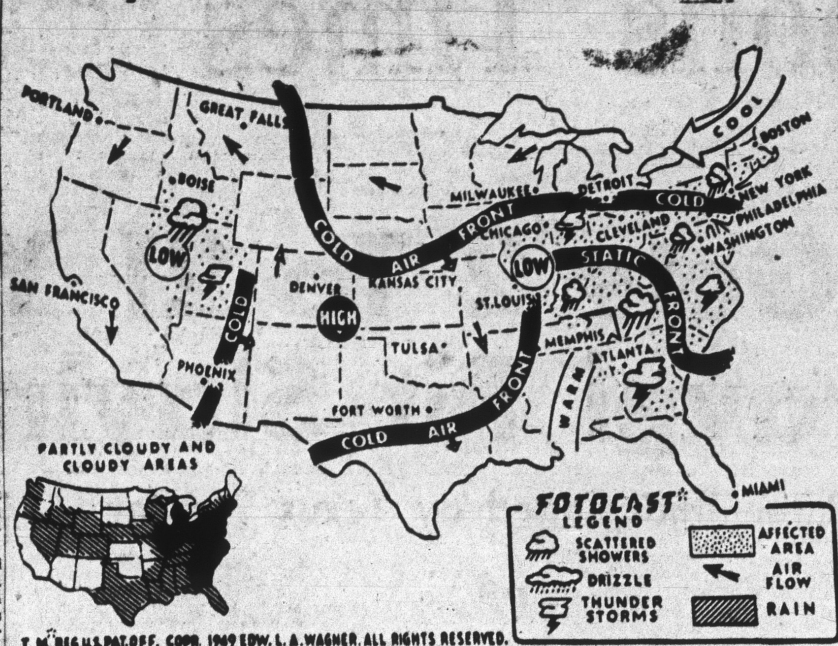 PORTLAND
GREAT FALLS
COOL
BOSTON
BOISE
MILWAUKEE
DETROIT
COLD
NEW YORK
PHILADELPHIA
WASHINGTON
COLD AIR FRONT
CHICAGO
CLEVELAND
LOW
LOW
STATIC FRONT
SAN FRANCISCO
DENVER
KANSAS CITY
ST. LOUIS
HIGH
COLD
TULSA
MEMPHIS
ATLANTA
PHOENIX
WARM
FORT WORTH
COLD AIR FRONT
MIAMI
PARTLY CLOUDY AND
CLOUDY AREAS
FOTOCAST*
LEGEND
SCATTERED
SHOWERS
DRIZZLE
THUNDER
STORMS
AFFECTED
AREA
AIR
FLOW
RAIN
T. M. REG U.S. PAT. OFF. COPR. 1949 EDW. L. A. WAGNER. ALL RIGHTS RESERVED.